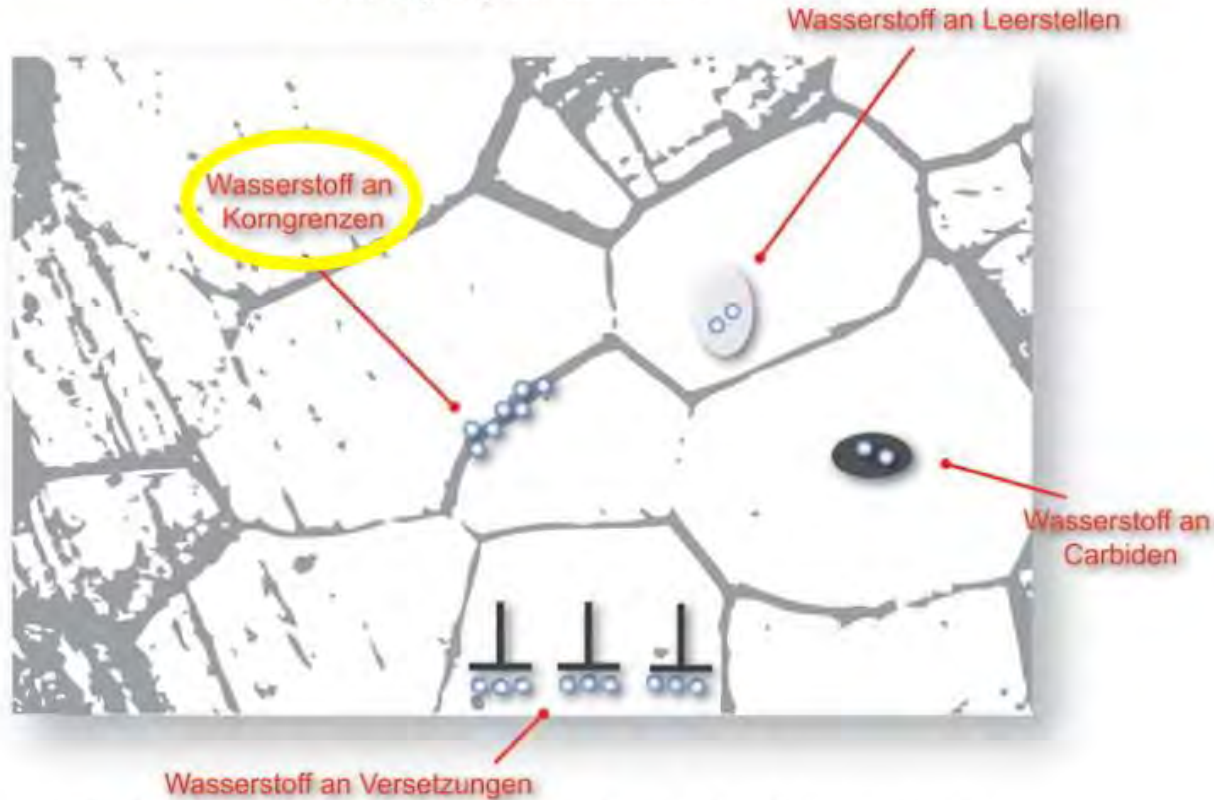 Wasserstoff an Leerstellen
Wasserstoff an
Korngrenzen
Wasserstoff an
Carbiden
Wasserstoff an Versetzungen